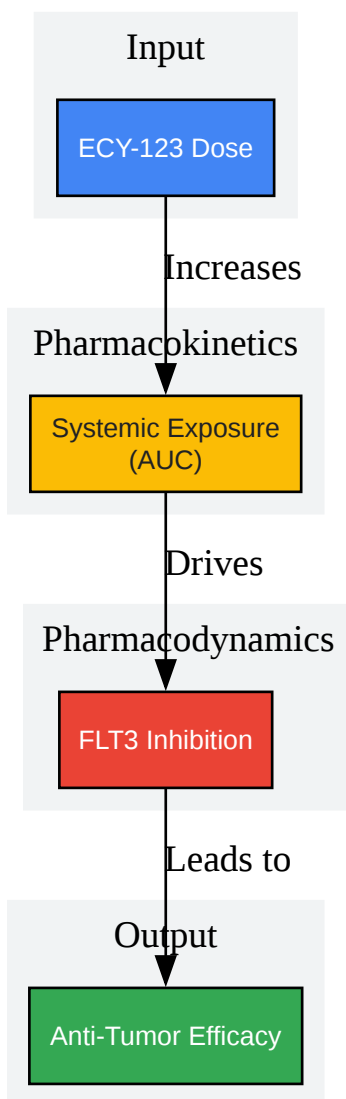 Input
ECY-123 Dose
Increases
Pharmacokinetics
Systemic Exposure
(AUC)
Drives
Pharmacodynamics
FLT3 Inhibition
Leads to
Output
Anti-Tumor Efficacy